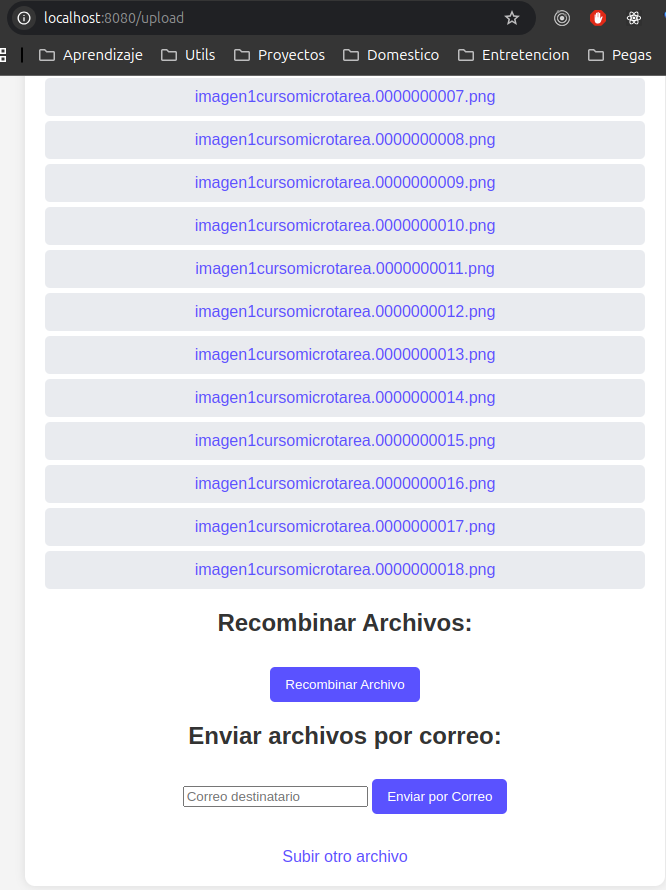 localhost:8080/upload
Aprendizaje Utils Proyectos Domestico Entretencion Pegas
imagen1cursomicrotarea.0000000007.png
imagen1cursomicrotarea.0000000008.png
imagen1cursomicrotarea.0000000009.png
imagen1cursomicrotarea.0000000010.png
imagen1cursomicrotarea.0000000011.png
imagen1cursomicrotarea.0000000012.png
imagen1cursomicrotarea.0000000013.png
imagen1cursomicrotarea.0000000014.png
imagen1cursomicrotarea.0000000015.png
imagen1cursomicrotarea.0000000016.png
imagen1cursomicrotarea.0000000017.png
imagen1cursomicrotarea.0000000018.png
Recombinar Archivos:
Recombinar Archivo
Enviar archivos por correo:
Correo destinatario Enviar por Correo
Subir otro archivo